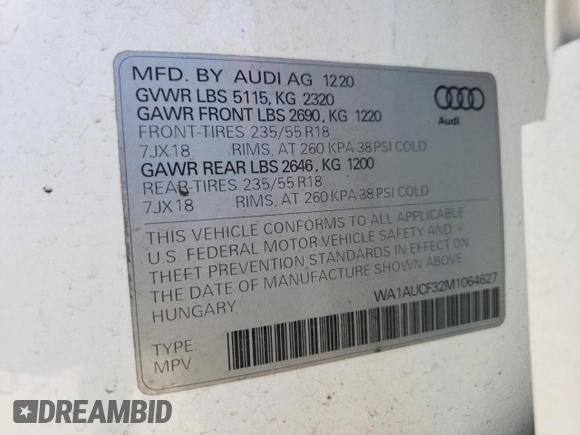 MFD. BY AUDI AG 1220
GVWR LBS 5115, KG 2320
GAWR FRONT LBS 2690, KG 1220
FRONT-TIRES 235/55 R18
7JX18 RIMS, AT 260 KPA 38 PSI COLD
GAWR REAR LBS 2646, KG 1200
REAR-TIRES 235/55 R18
7JX18 RIMS, AT 260 KPA 38 PSI COLD
Audi
THIS VEHICLE CONFORMS TO ALL APPLICABLE
U.S. FEDERAL MOTOR VEHICLE SAFETY AND
THEFT PREVENTION STANDARDS IN EFFECT ON
THE DATE OF MANUFACTURE SHOWN ABOVE
HUNGARY
WA1AUCF32M1064627
TYPE
MPV
DREAMBID